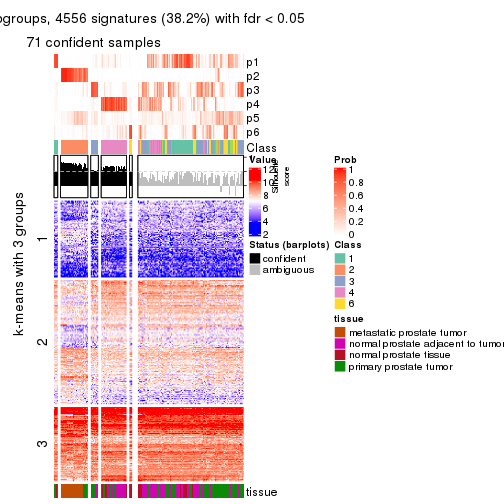 ogroups, 4556 signatures (38.2%) with fdr < 0.05
71 confident samples
p1
p2
p3
p4
p5
p6
Class
Silhouette
score
k-means with 3 groups
1
2
3
tissue
Value
12
10
8
6
4
2
Status (barplots)
confident
ambiguous
Prob
1
0.8
0.6
0.4
0.2
0
Class
1
2
3
4
6
tissue
metastatic prostate tumor
normal prostate adjacent to tumor
normal prostate tissue
primary prostate tumor